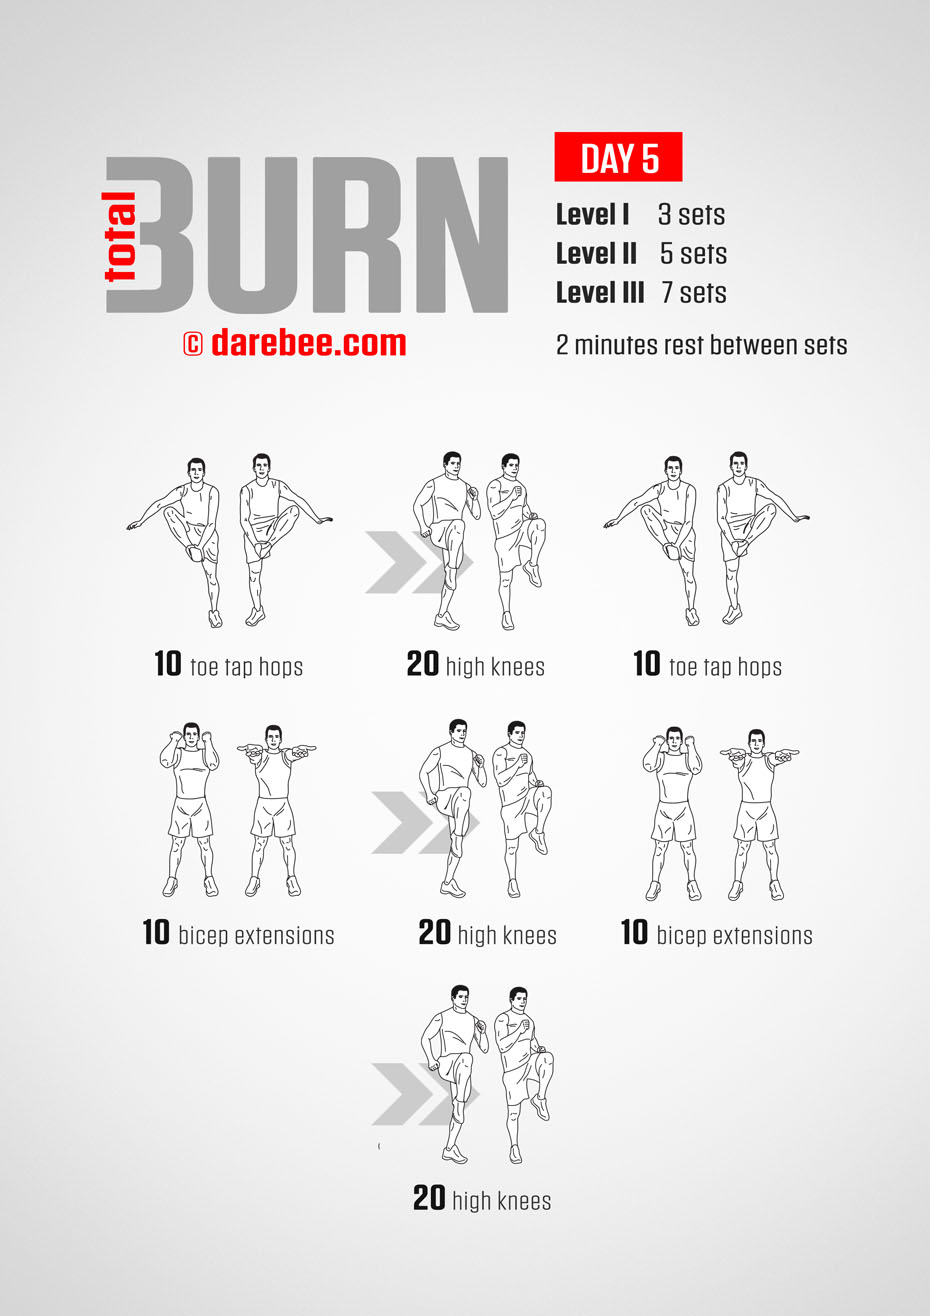 total
BURN
© darebee.com
DAY 5
Level I 3 sets
Level II 5 sets
Level III 7 sets
2 minutes rest between sets
10 toe tap hops
20 high knees
10 toe tap hops
10 bicep extensions
20 high knees
10 bicep extensions
20 high knees